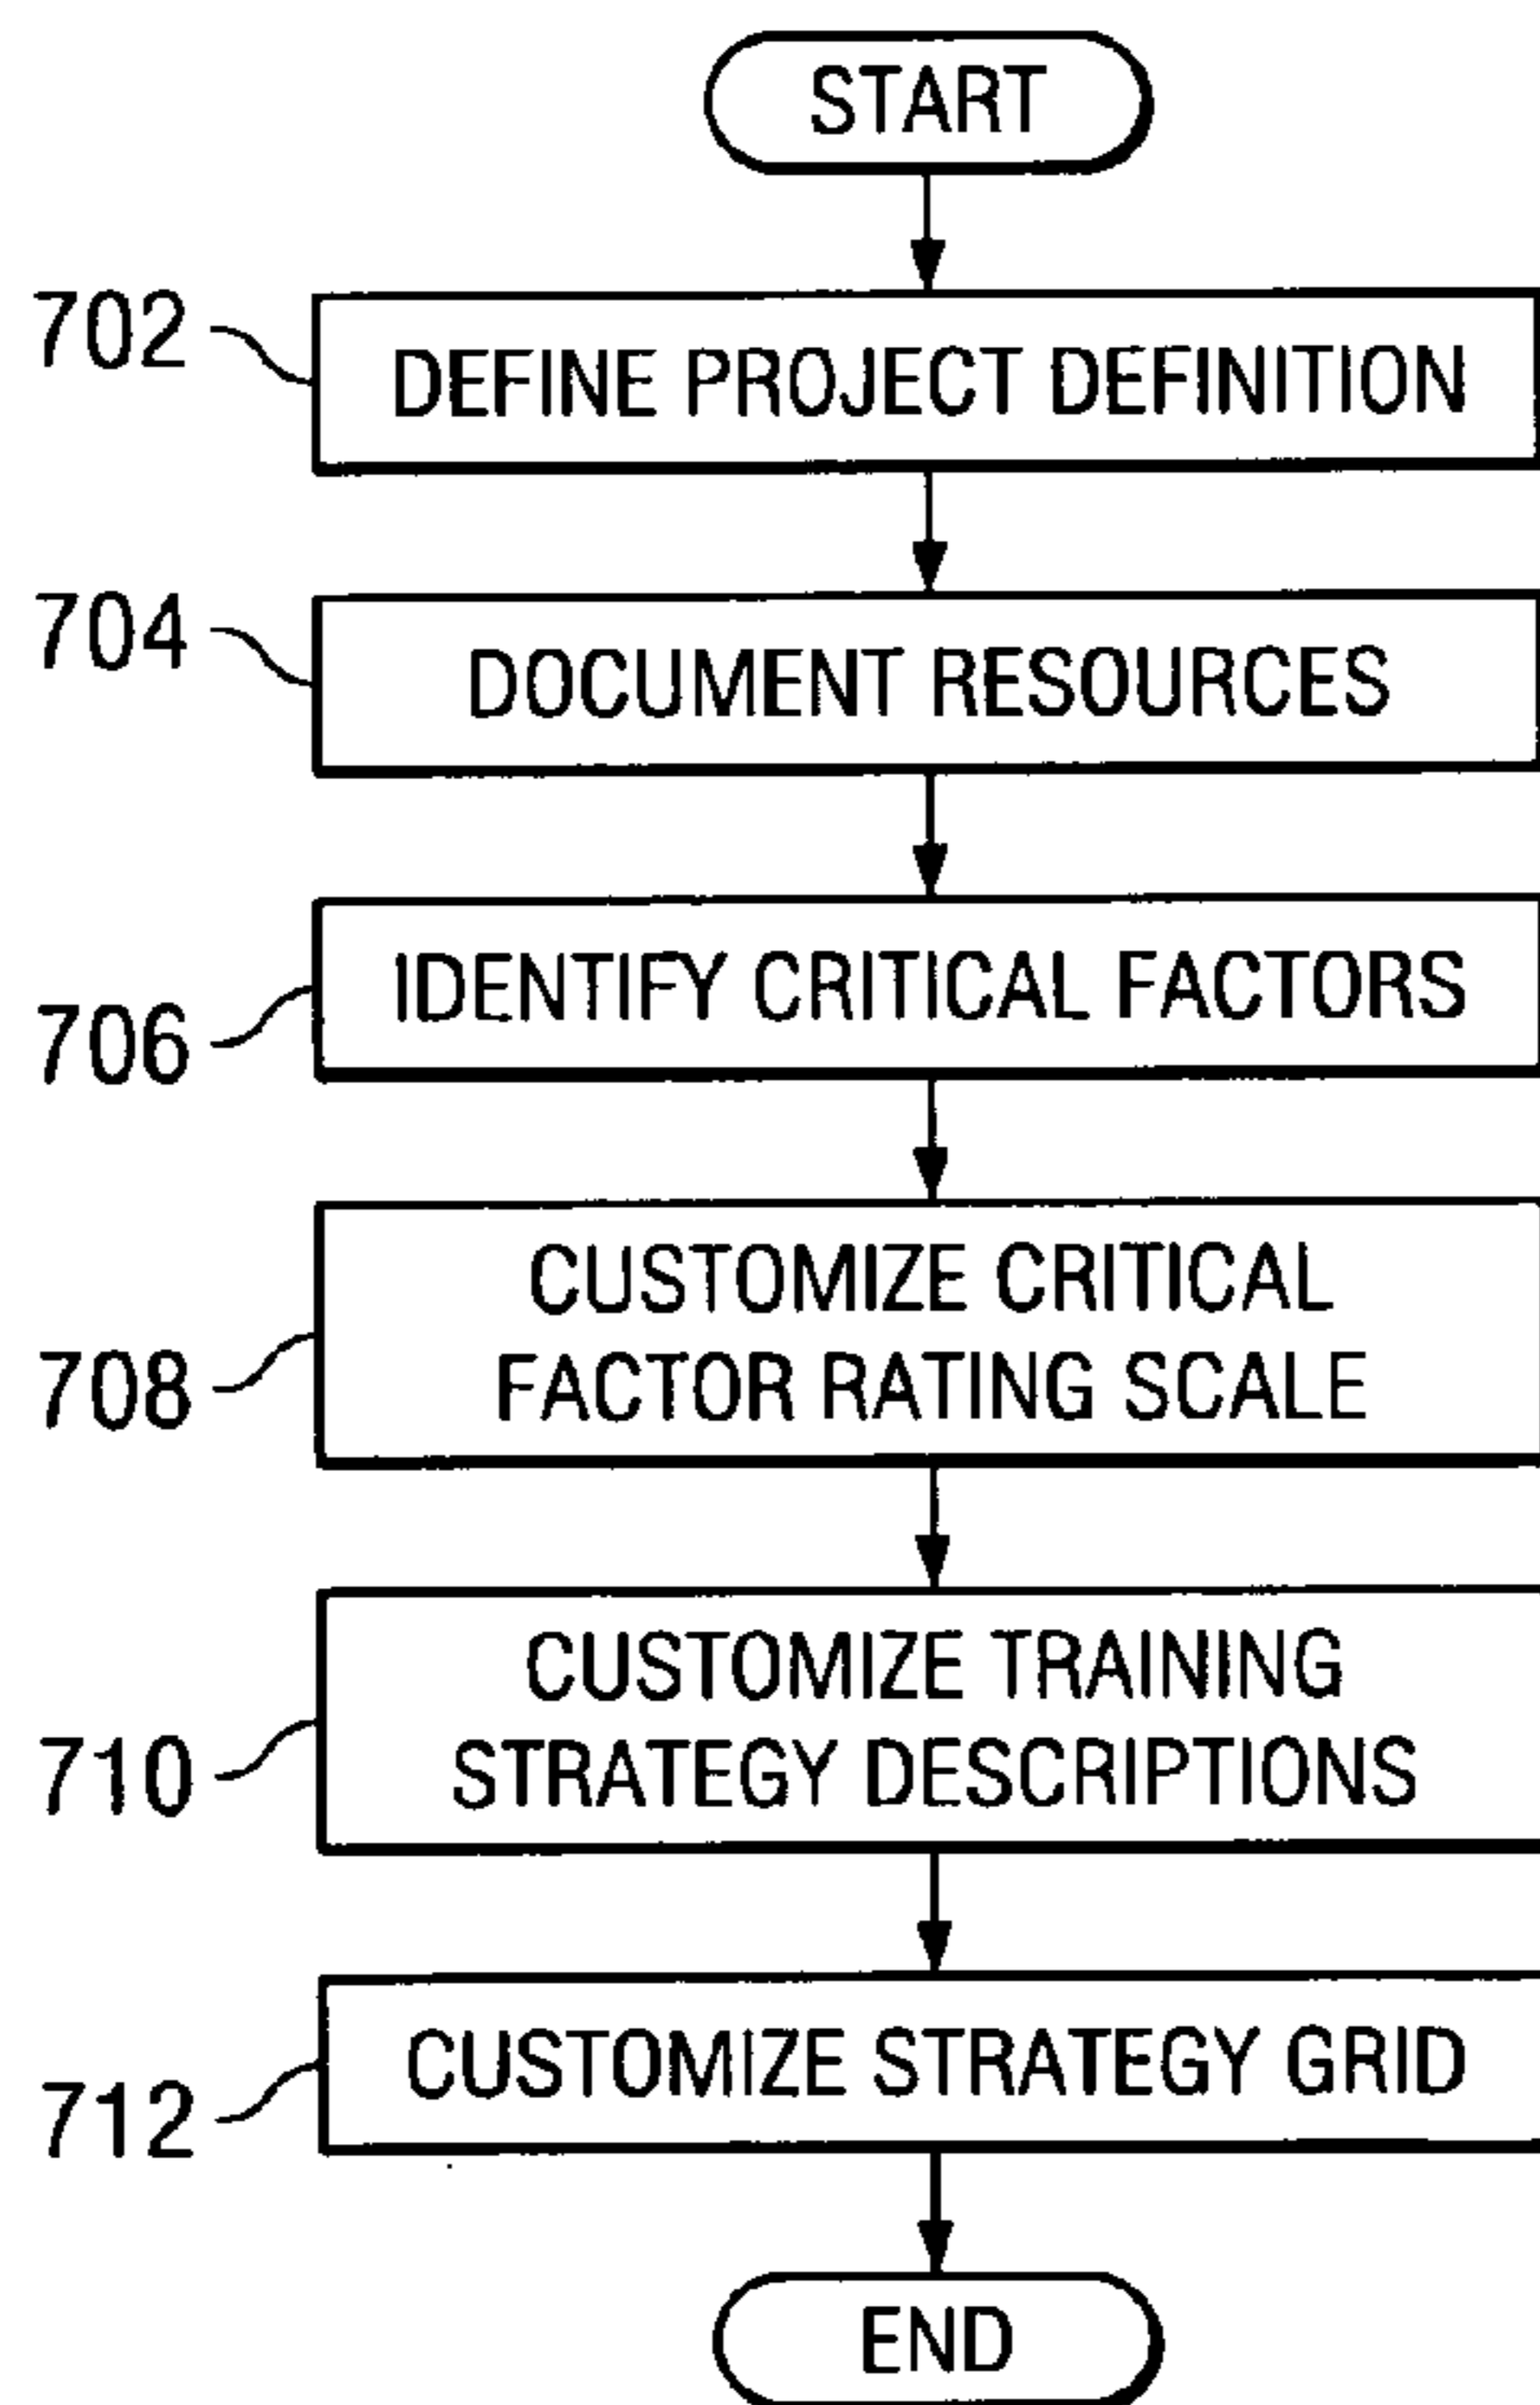 START
702
DEFINE PROJECT DEFINITION
704
DOCUMENT RESOURCES
706
IDENTIFY CRITICAL FACTORS
708
CUSTOMIZE CRITICAL
FACTOR RATING SCALE
710
CUSTOMIZE TRAINING
STRATEGY DESCRIPTIONS
712
CUSTOMIZE STRATEGY GRID
END